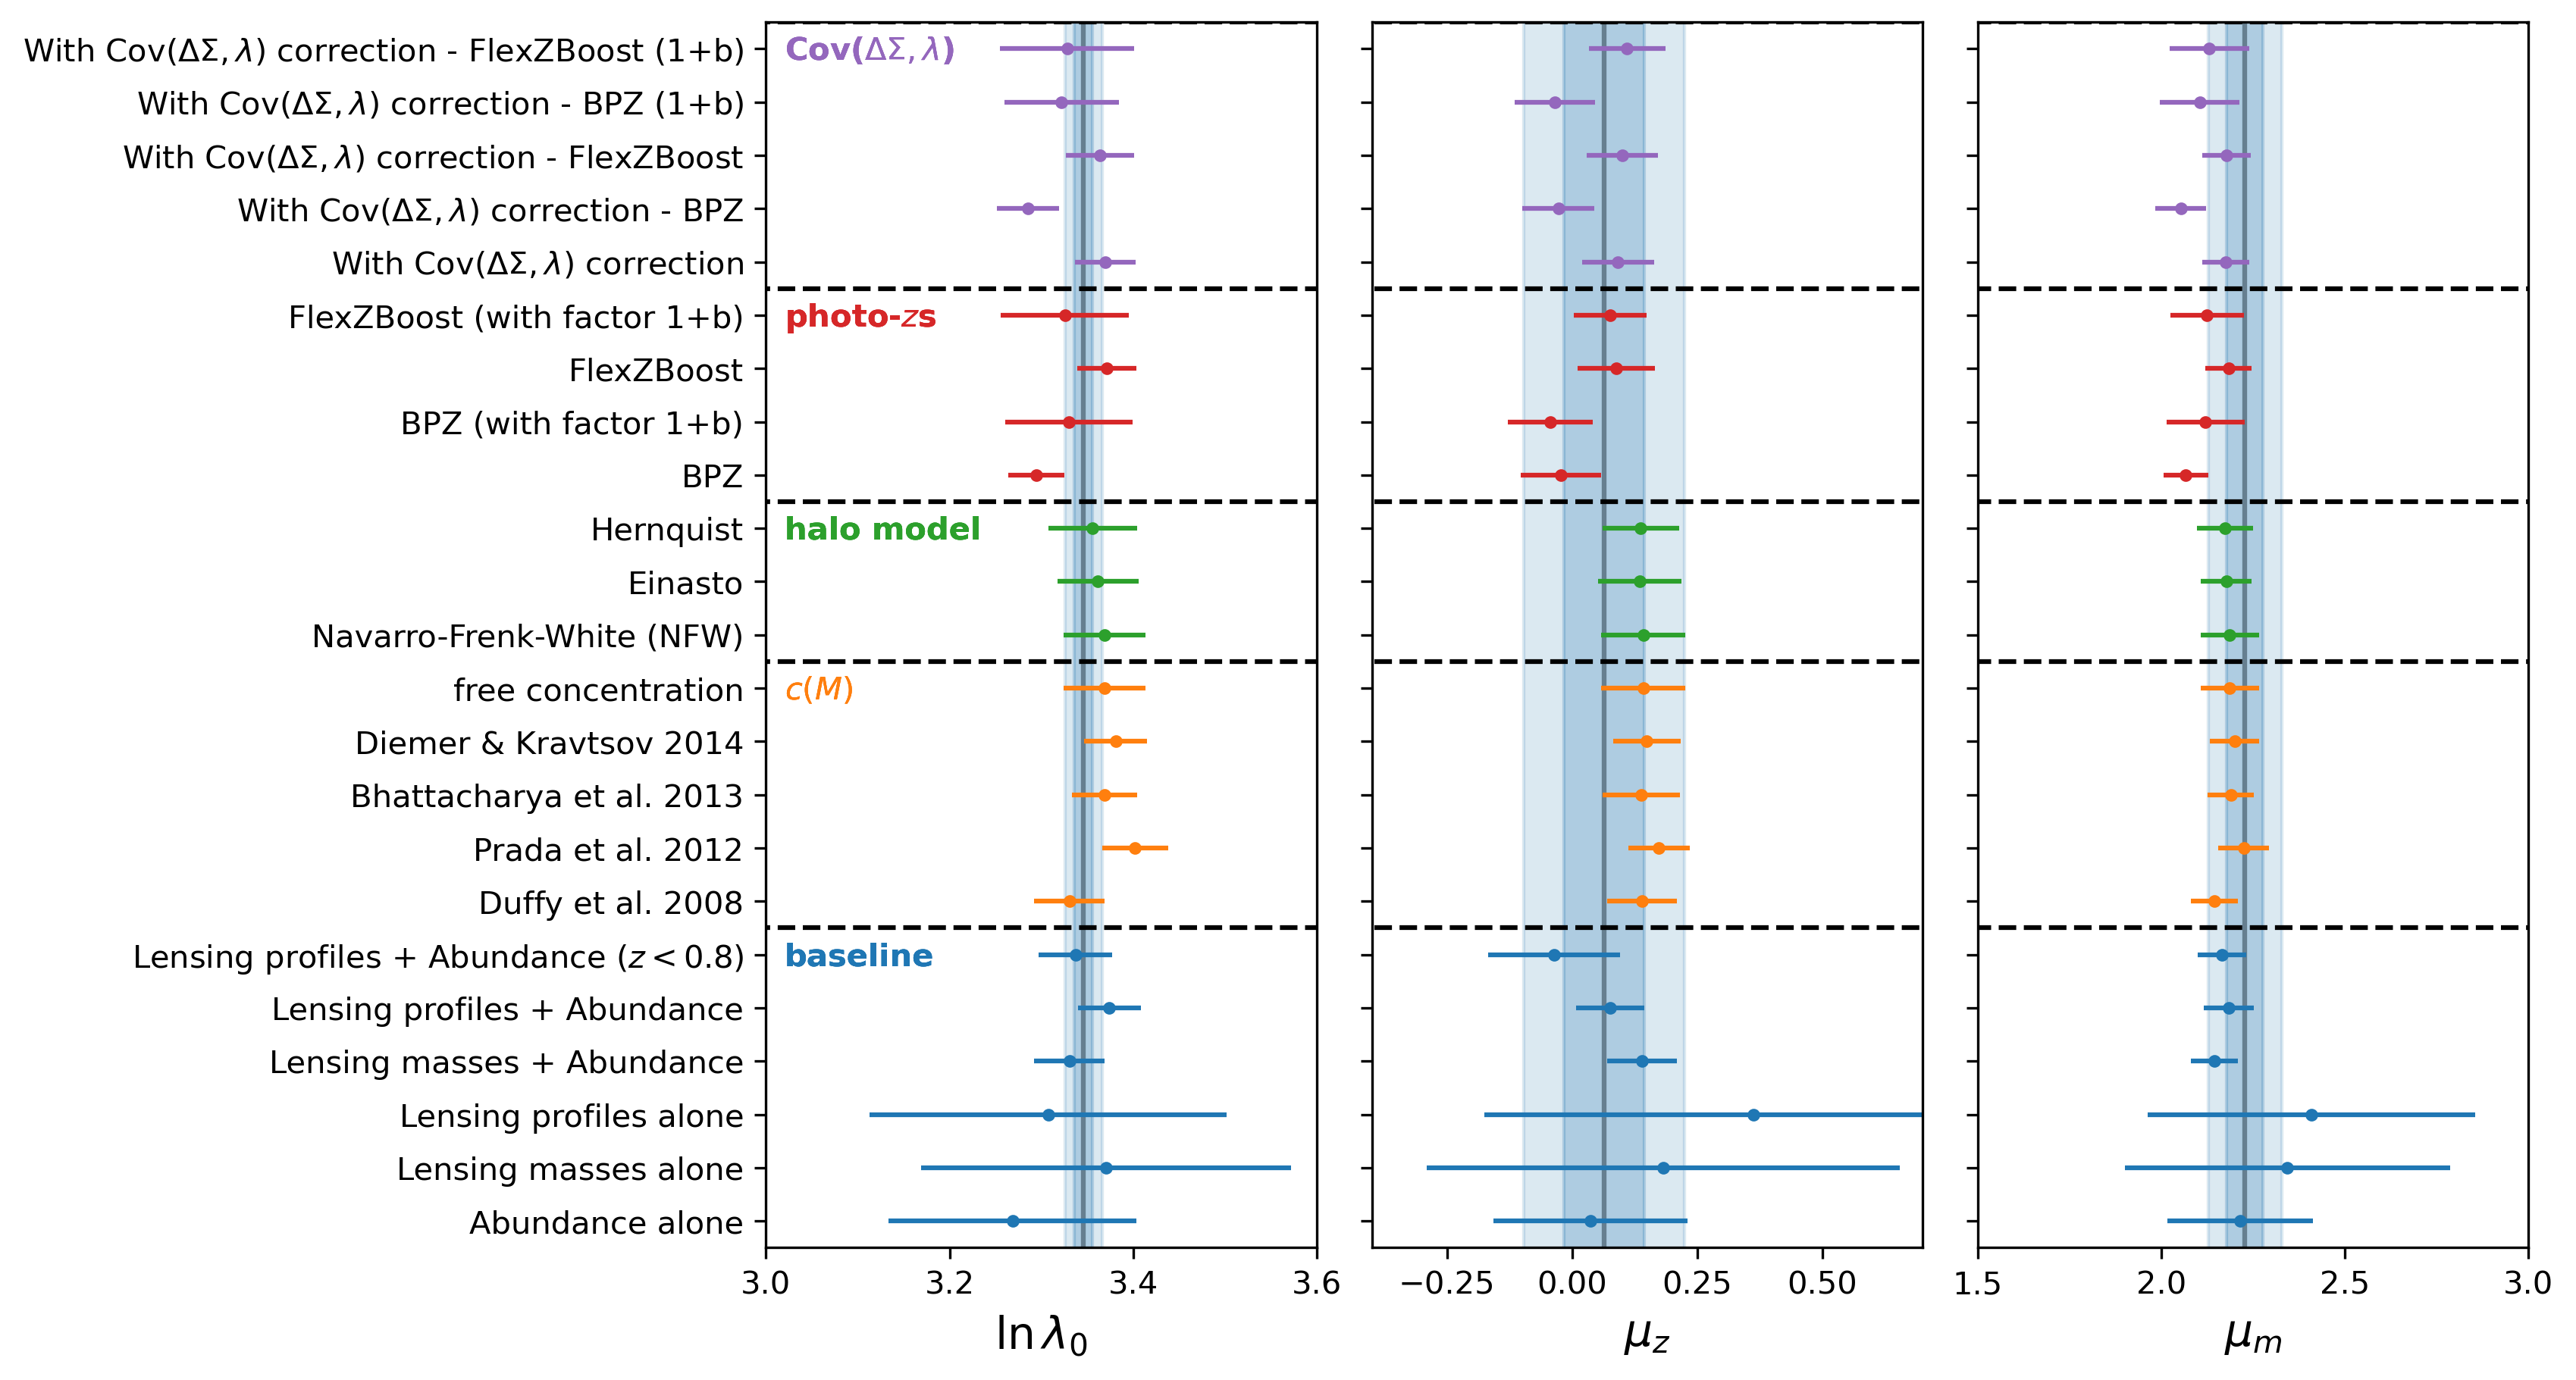 With Cov(ΔΣ, λ) correction - FlexZBoost (1+b)
With Cov(ΔΣ, λ) correction - BPZ (1+b)
With Cov(ΔΣ, λ) correction - FlexZBoost
With Cov(ΔΣ, λ) correction - BPZ
With Cov(ΔΣ, λ) correction
FlexZBoost (with factor 1+b)
FlexZBoost
BPZ (with factor 1+b)
BPZ
Hernquist
Einasto
Navarro-Frenk-White (NFW)
free concentration
Diemer & Kravtsov 2014
Bhattacharya et al. 2013
Prada et al. 2012
Duffy et al. 2008
Lensing profiles + Abundance (z < 0.8)
Lensing profiles + Abundance
Lensing masses + Abundance
Lensing profiles alone
Lensing masses alone
Abundance alone
Cov(ΔΣ, λ)
photo-zs
halo model
c(M)
baseline
3.0 3.2 3.4 3.6
ln λ₀
−0.25 0.00 0.25 0.50
μ_z
1.5 2.0 2.5 3.0
μ_m